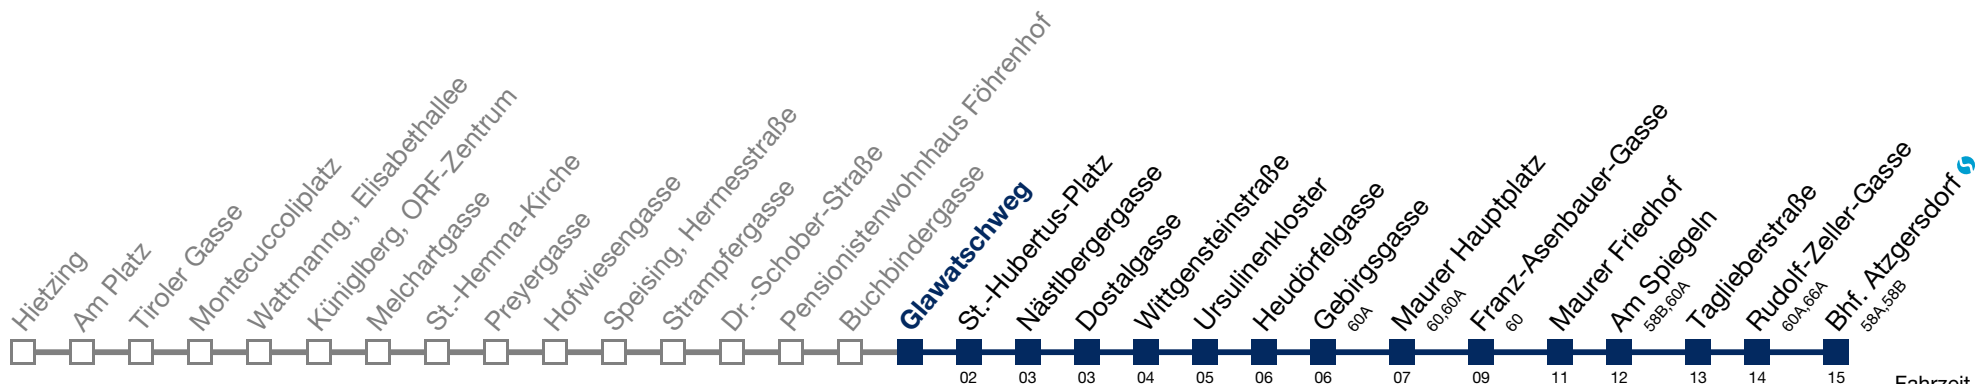 Hietzing
Am Platz
Tiroler Gasse
Montecuccoliplatz
Wattmanng., Elisabethallee
Küniglberg, ORF-Zentrum
Melchartgasse
St.-Hemma-Kirche
Preyergasse
Hofwiesengasse
Speising, Hermesstraße
Strampfergasse
Dr.-Schober-Straße
Pensionistenwohnhaus Föhrenhof
Buchbindergasse
Glawatschweg
St.-Hubertus-Platz
Nästlbergergasse
Dostalgasse
Wittgensteinstraße
Ursulinenkloster
Heudörfelgasse
Gebirgsgasse
60A
Maurer Hauptplatz
60,60A
Franz-Asenbauer-Gasse
60
Maurer Friedhof
Am Spiegeln
58B,60A
Taglieberstraße
Rudolf-Zeller-Gasse
60A,66A
Bhf. Atzgersdorf
58A,58B
02 03 03 04 05 06 06 07 09 11 12 13 14 15 Fahrzeit